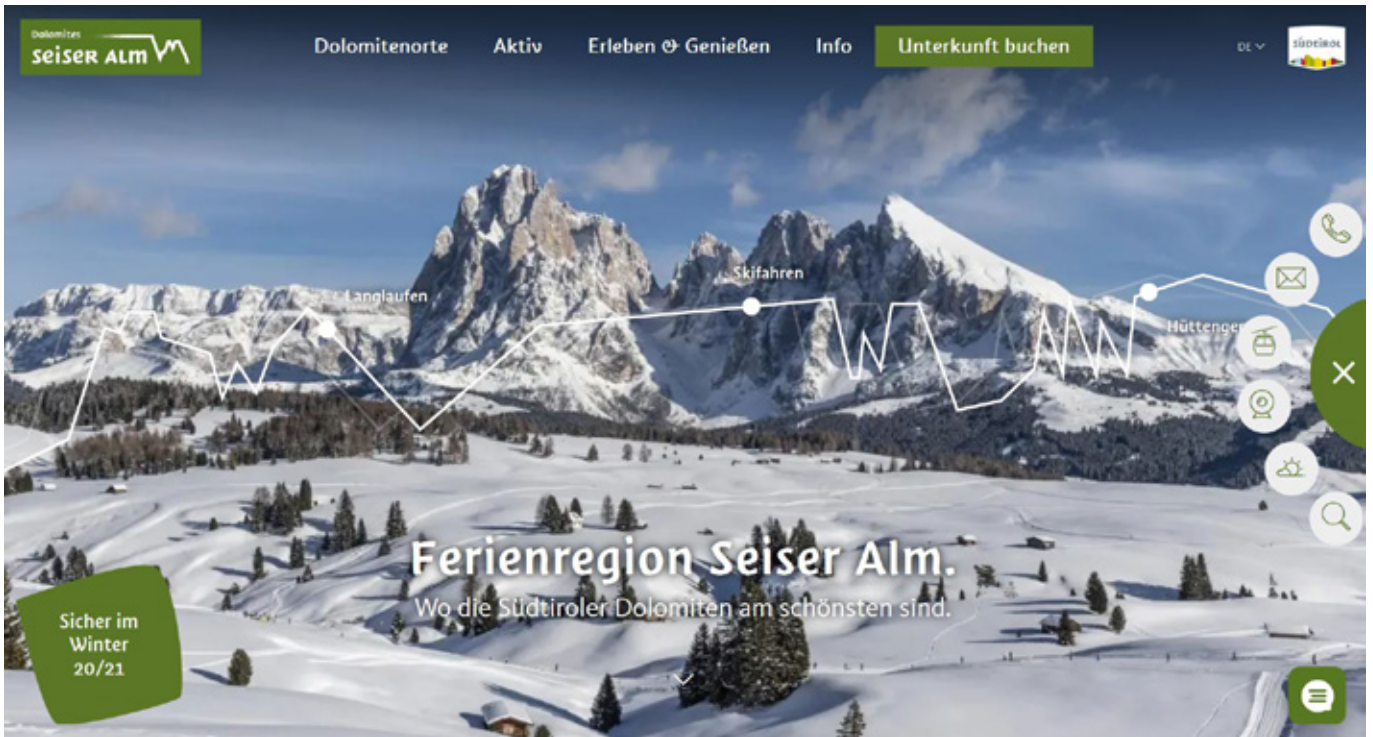 Dolomites
seiser alm
Dolomitenorte
Aktiv
Erleben & Genießen
Info
Unterkunft buchen
DE
südtirol
Skifahren
Langlaufen
Ferienregion Seiser Alm.
Wo die Südtiroler Dolomiten am schönsten sind.
Sicher im
Winter
20/21